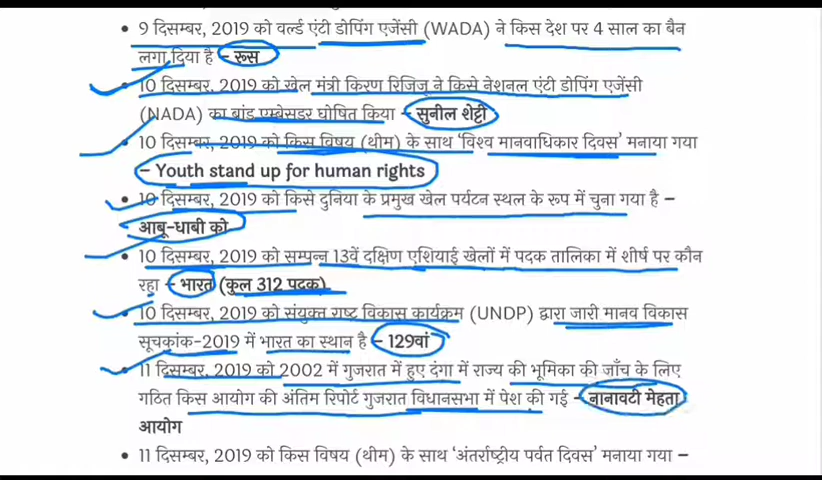 • 9 दिसम्बर, 2019 को वर्ल्ड एंटी डोपिंग एजेंसी (WADA) ने किस देश पर 4 साल का बैन
लगा दिया है – रूस
• 10 दिसम्बर, 2019 को खेल मंत्री किरण रिजिजू ने किसे नेशनल एंटी डोपिंग एजेंसी
(NADA) का ब्रांड एम्बेसडर घोषित किया – सुनील शेट्टी
• 10 दिसम्बर, 2019 को किस विषय (थीम) के साथ 'विश्व मानवाधिकार दिवस' मनाया गया
– Youth stand up for human rights
• 10 दिसम्बर, 2019 को किसे दुनिया के प्रमुख खेल पर्यटन स्थल के रूप में चुना गया है –
आबू-धाबी को
• 10 दिसम्बर, 2019 को सम्पन्न 13वें दक्षिण एशियाई खेलों में पदक तालिका में शीर्ष पर कौन
रहा – भारत (कुल 312 पदक)
• 10 दिसम्बर, 2019 को संयुक्त राष्ट्र विकास कार्यक्रम (UNDP) द्वारा जारी मानव विकास
सूचकांक-2019 में भारत का स्थान है – 129वां
• 11 दिसम्बर, 2019 को 2002 में गुजरात में हुए दंगा में राज्य की भूमिका की जाँच के लिए
गठित किस आयोग की अंतिम रिपोर्ट गुजरात विधानसभा में पेश की गई – नानावटी मेहता
आयोग
• 11 दिसम्बर, 2019 को किस विषय (थीम) के साथ 'अंतर्राष्ट्रीय पर्वत दिवस' मनाया गया –